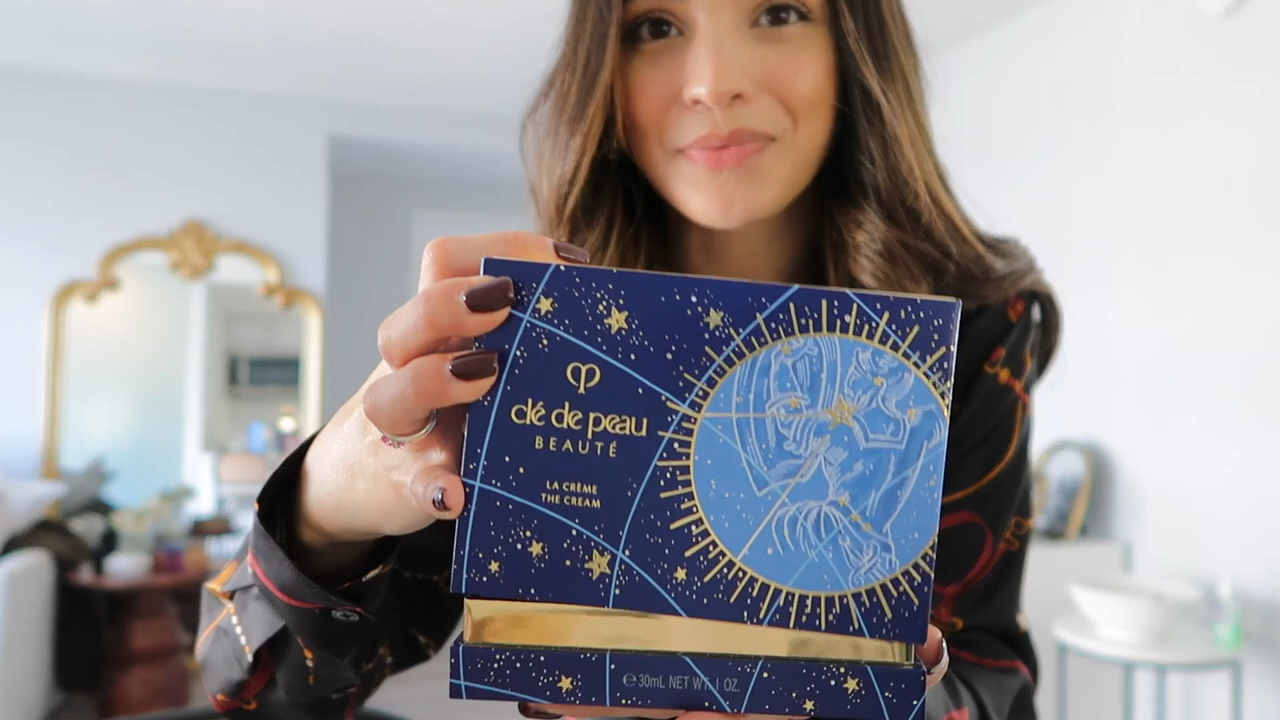 clé de peau
BEAUTÉ
LA CRÈME
THE CREAM
℮30mL NET WT. 1 OZ.